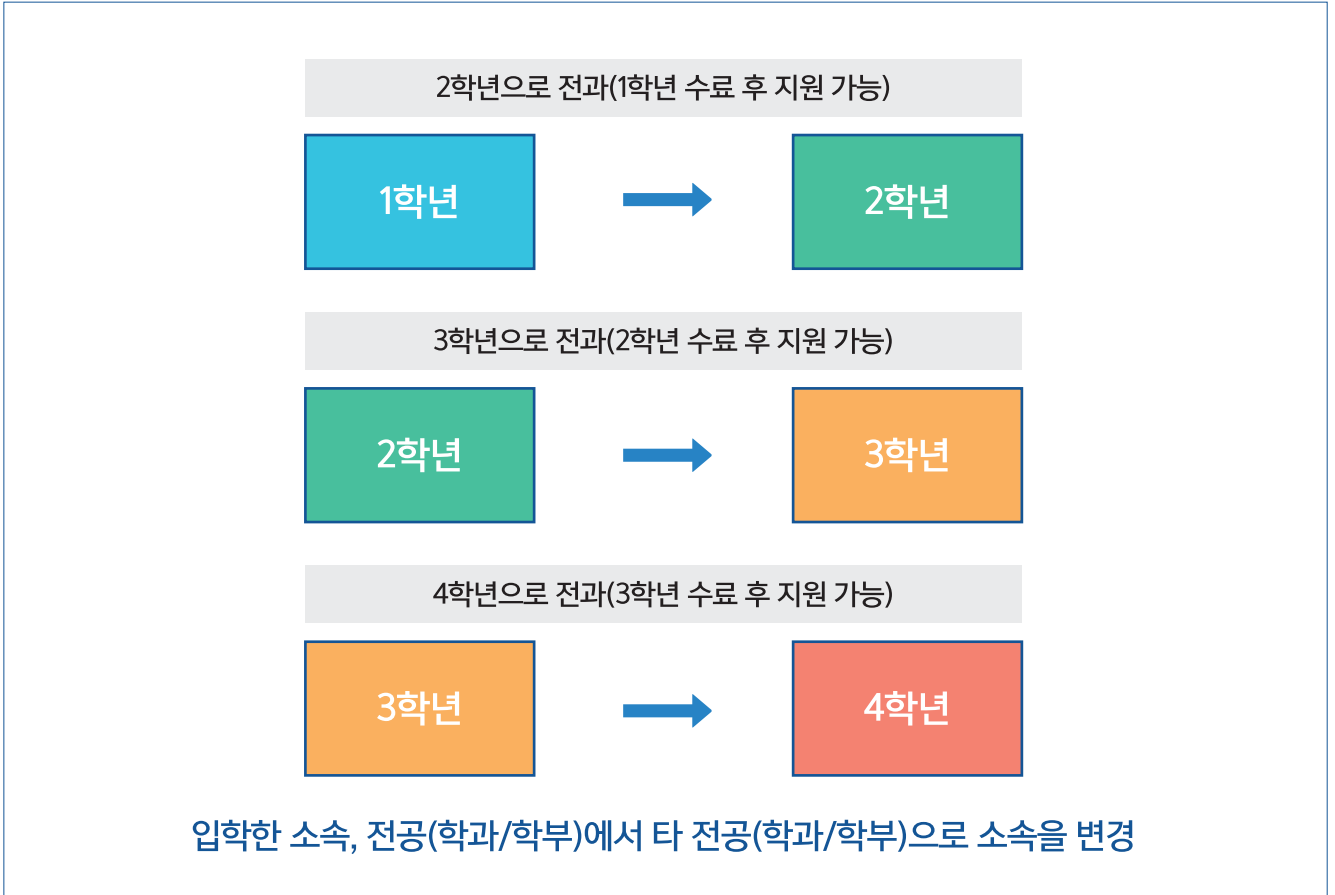 2학년으로 전과(1학년 수료 후 지원 가능)
1학년
2학년
3학년으로 전과(2학년 수료 후 지원 가능)
2학년
3학년
4학년으로 전과(3학년 수료 후 지원 가능)
3학년
4학년
입학한 소속, 전공(학과/학부)에서 타 전공(학과/학부)으로 소속을 변경